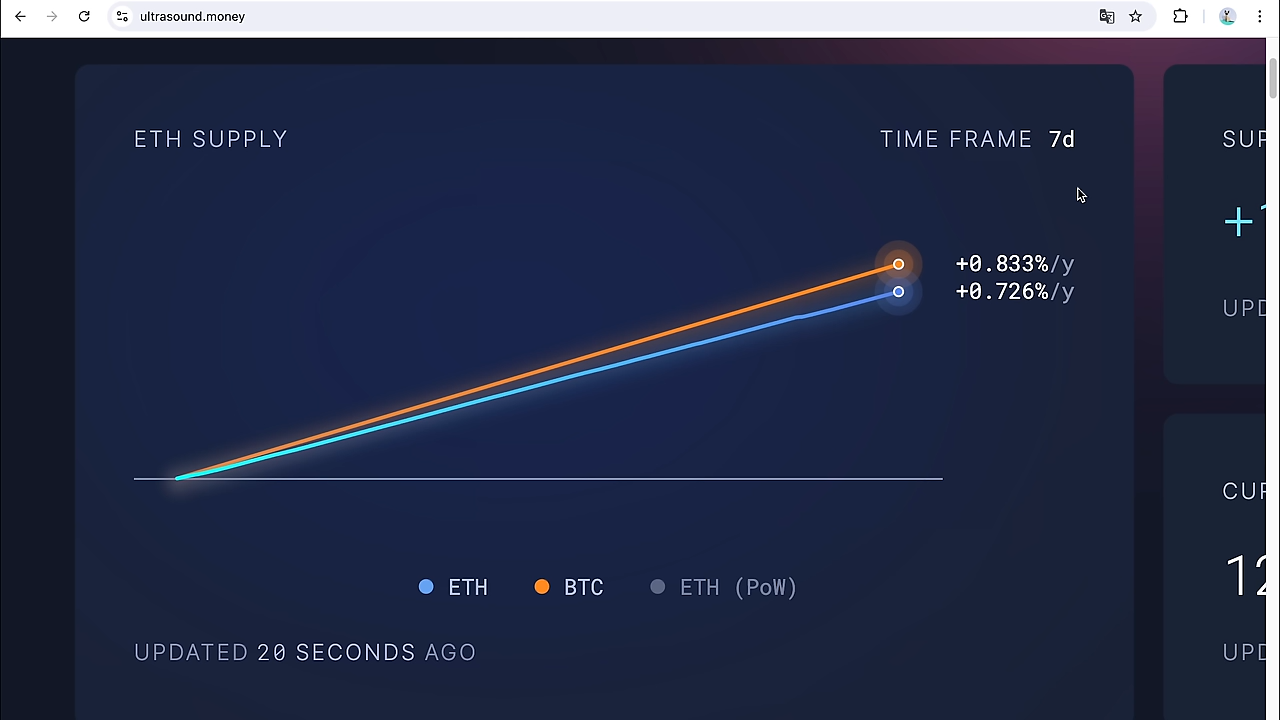 ultrasound.money
ETH SUPPLY
TIME FRAME 7d
+0.833%/y
+0.726%/y
ETH
BTC
ETH (PoW)
UPDATED 20 SECONDS AGO